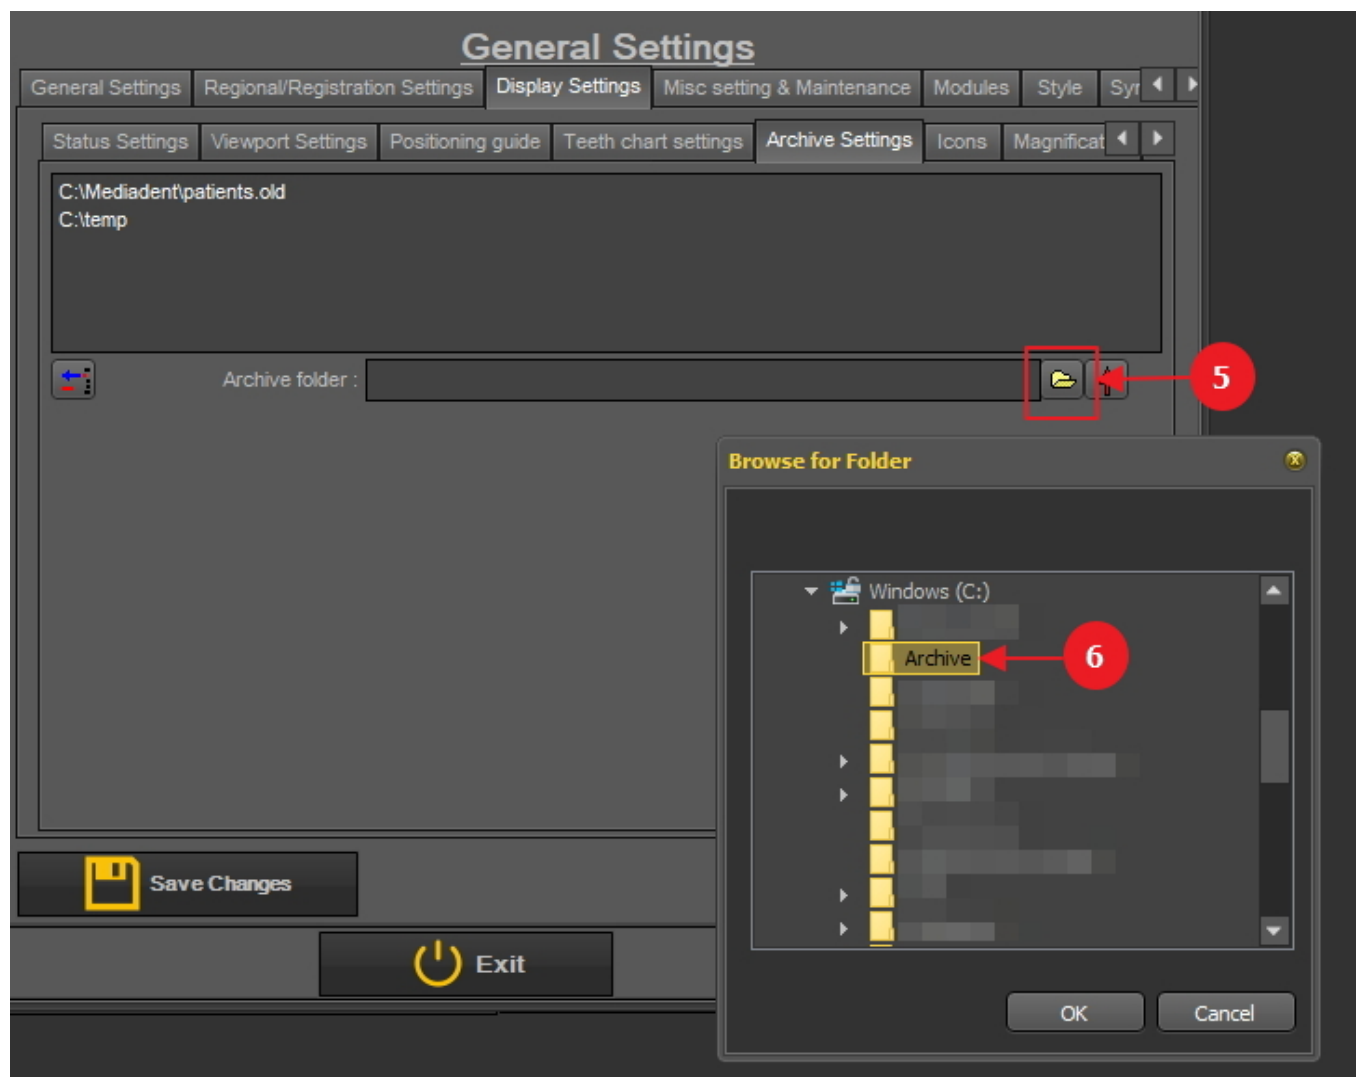 General Settings
General Settings Regional/Registration Settings Display Settings Misc setting & Maintenance Modules Style Syr
Status Settings Viewport Settings Positioning guide Teeth chart settings Archive Settings Icons Magnificat
C:\Mediadent\patients.old
C:\temp
Archive folder :
5
Browse for Folder
Windows (C:)
Archive
6
Save Changes
Exit
OK Cancel